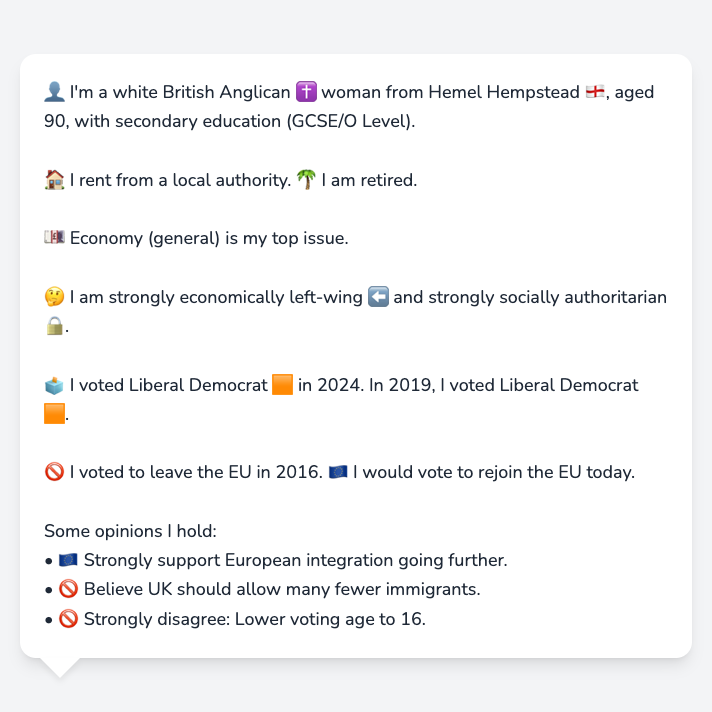 👤 I'm a white British Anglican ✝️ woman from Hemel Hempstead 🏴󠁧󠁢󠁥󠁮󠁧󠁿, aged
90, with secondary education (GCSE/O Level).
🏠 I rent from a local authority. 🌴 I am retired.
💷 Economy (general) is my top issue.
🤔 I am strongly economically left-wing ⬅️ and strongly socially authoritarian
🔒.
🗳️ I voted Liberal Democrat 🟧 in 2024. In 2019, I voted Liberal Democrat
🟧.
🚫 I voted to leave the EU in 2016. 🇪🇺 I would vote to rejoin the EU today.
Some opinions I hold:
• 🇪🇺 Strongly support European integration going further.
• 🚫 Believe UK should allow many fewer immigrants.
• 🚫 Strongly disagree: Lower voting age to 16.